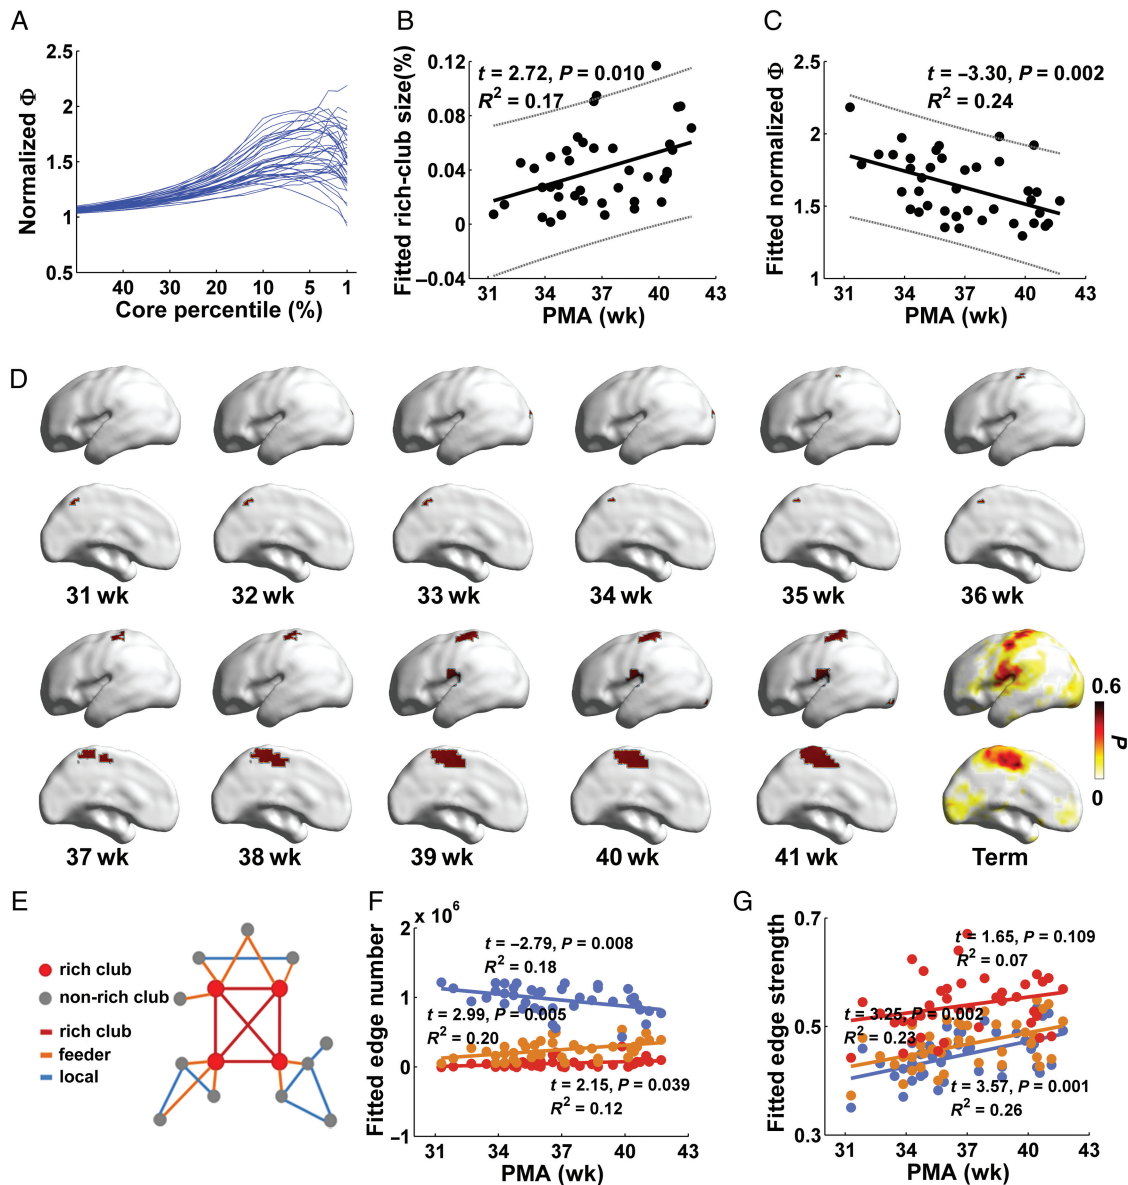 A
Normalized Φ
2.5
2
1.5
1
0.5
40 30 20 10 5 1
Core percentile (%)
B
Fitted rich-club size(%)
0.12
0.08
0.04
0
−0.04
t = 2.72, P = 0.010
R² = 0.17
31 34 37 40 43
PMA (wk)
C
Fitted normalized Φ
2.5
2
1.5
1
t = −3.30, P = 0.002
R² = 0.24
31 34 37 40 43
PMA (wk)
D
31 wk 32 wk 33 wk 34 wk 35 wk 36 wk
37 wk 38 wk 39 wk 40 wk 41 wk Term
0.6
P
0
E
rich club
non-rich club
rich club
feeder
local
F
x 10⁶
Fitted edge number
2
1
0
−1
t = −2.79, P = 0.008
R² = 0.18
t = 2.99, P = 0.005
R² = 0.20
t = 2.15, P = 0.039
R² = 0.12
31 34 37 40 43
PMA (wk)
G
Fitted edge strength
0.7
0.5
0.3
t = 1.65, P = 0.109
R² = 0.07
t = 3.25, P = 0.002
R² = 0.23
t = 3.57, P = 0.001
R² = 0.26
31 34 37 40 43
PMA (wk)